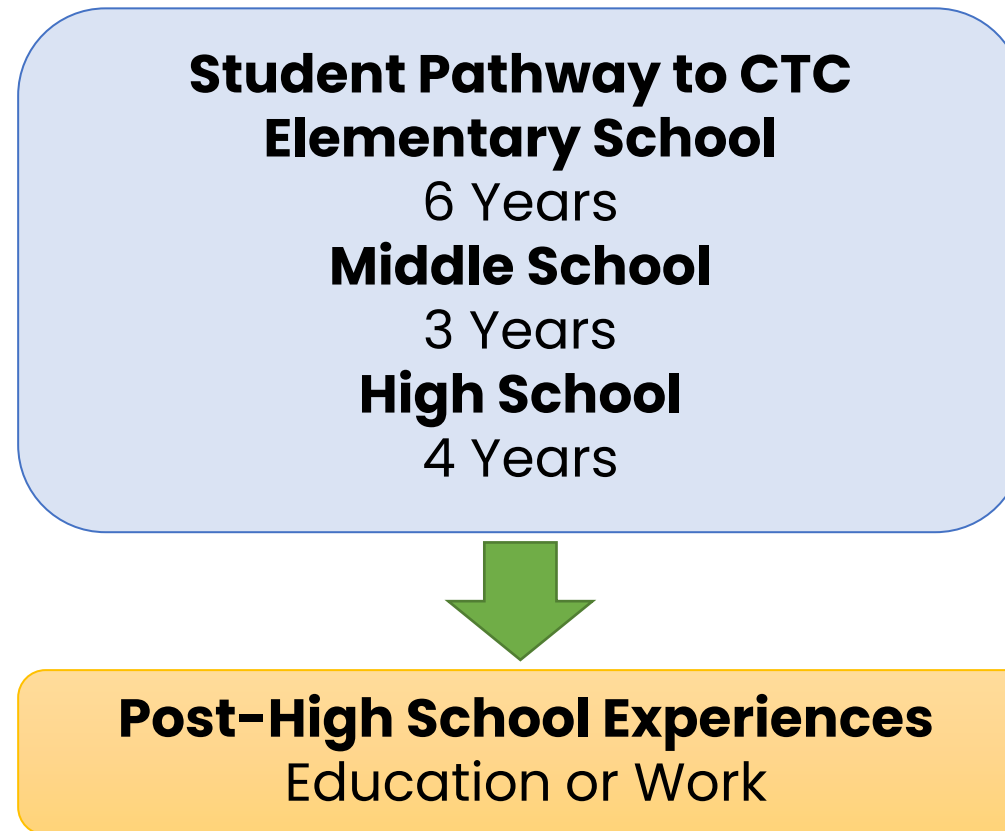 Student Pathway to CTC
Elementary School
6 Years
Middle School
3 Years
High School
4 Years
Post-High School Experiences
Education or Work